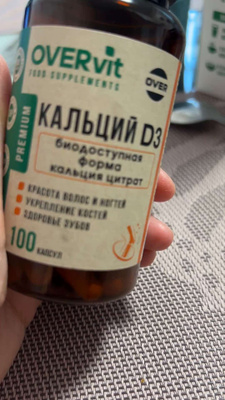 OVERvit
FOOD SUPPLEMENTS
OVER
PREMIUM
КАЛЬЦИЙ D3
биодоступная
форма
кальция цитрат
КРАСОТА ВОЛОС И НОГТЕЙ
УКРЕПЛЕНИЕ КОСТЕЙ
ЗДОРОВЬЕ ЗУБОВ
100
КАПСУЛ